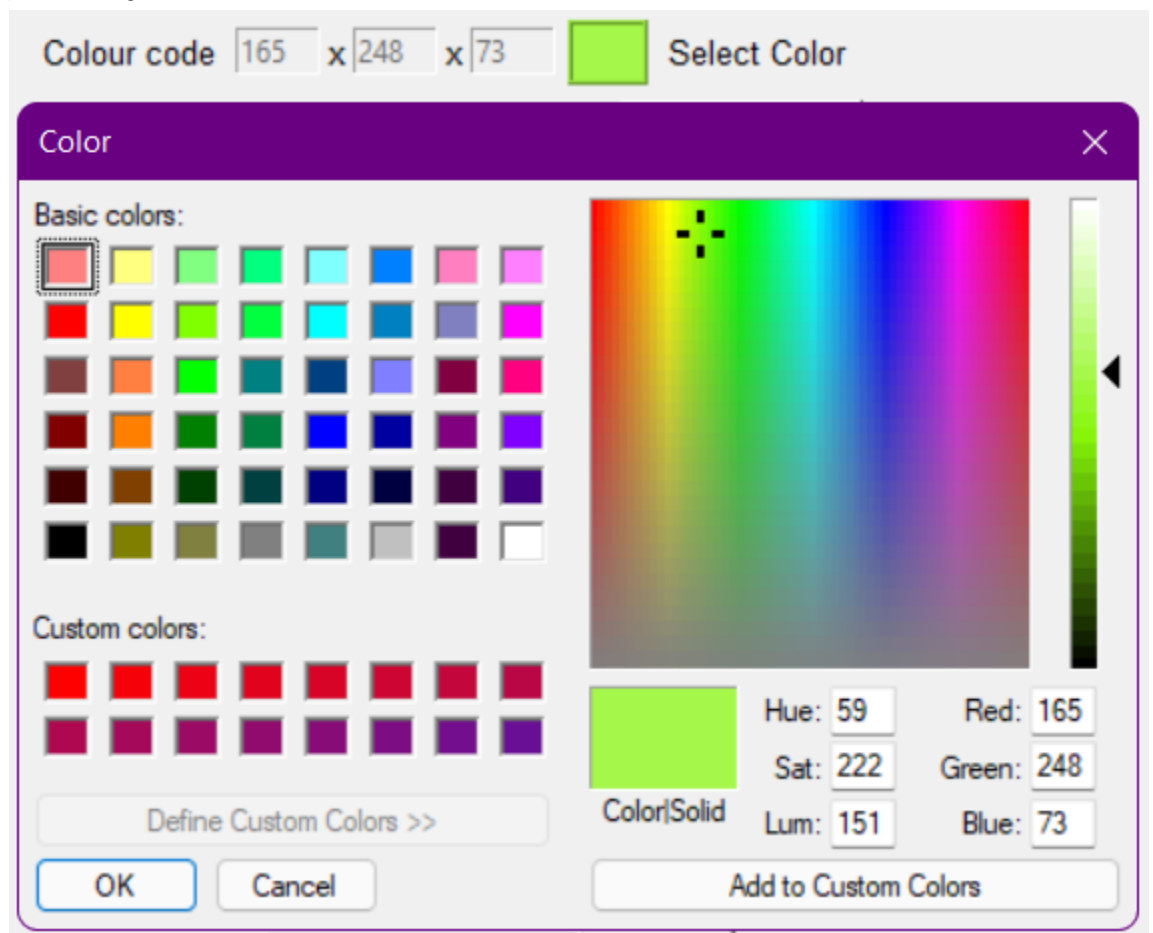 Colour code 165 x 248 x 73 Select Color
Color
Basic colors:
Custom colors:
Define Custom Colors >>
OK Cancel
Color|Solid
Hue: 59 Red: 165
Sat: 222 Green: 248
Lum: 151 Blue: 73
Add to Custom Colors